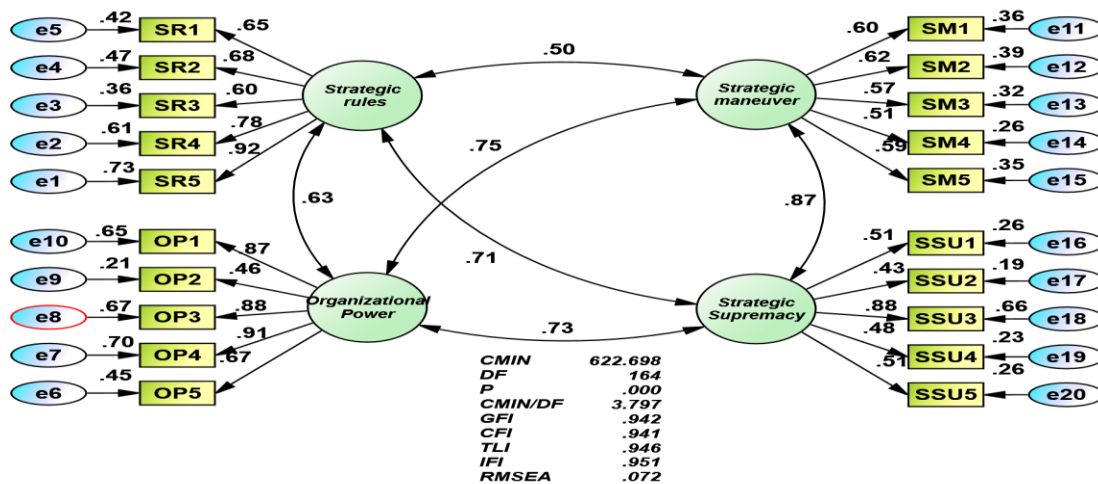 e5 .42 SR1 .65
e4 .47 SR2 .68
e3 .36 SR3 .60
e2 .61 SR4 .78
e1 .73 SR5 .92
Strategic
rules
.50
Strategic
maneuver
.60 SM1 .36 e11
.62 SM2 .39 e12
.57 SM3 .32 e13
.51 SM4 .26 e14
.59 SM5 .35 e15
.75
.63
.87
.71
e10 .65 OP1 .87
e9 .21 OP2 .46
e8 .67 OP3 .88
e7 .70 OP4 .91
e6 .45 OP5 .67
Organizational
Power
.73
Strategic
Supremacy
.51 SSU1 .26 e16
.43 SSU2 .19 e17
.88 SSU3 .66 e18
.48 SSU4 .23 e19
.51 SSU5 .26 e20
CMIN 622.698
DF 164
P .000
CMIN/DF 3.797
GFI .942
CFI .941
TLI .946
IFI .951
RMSEA .072